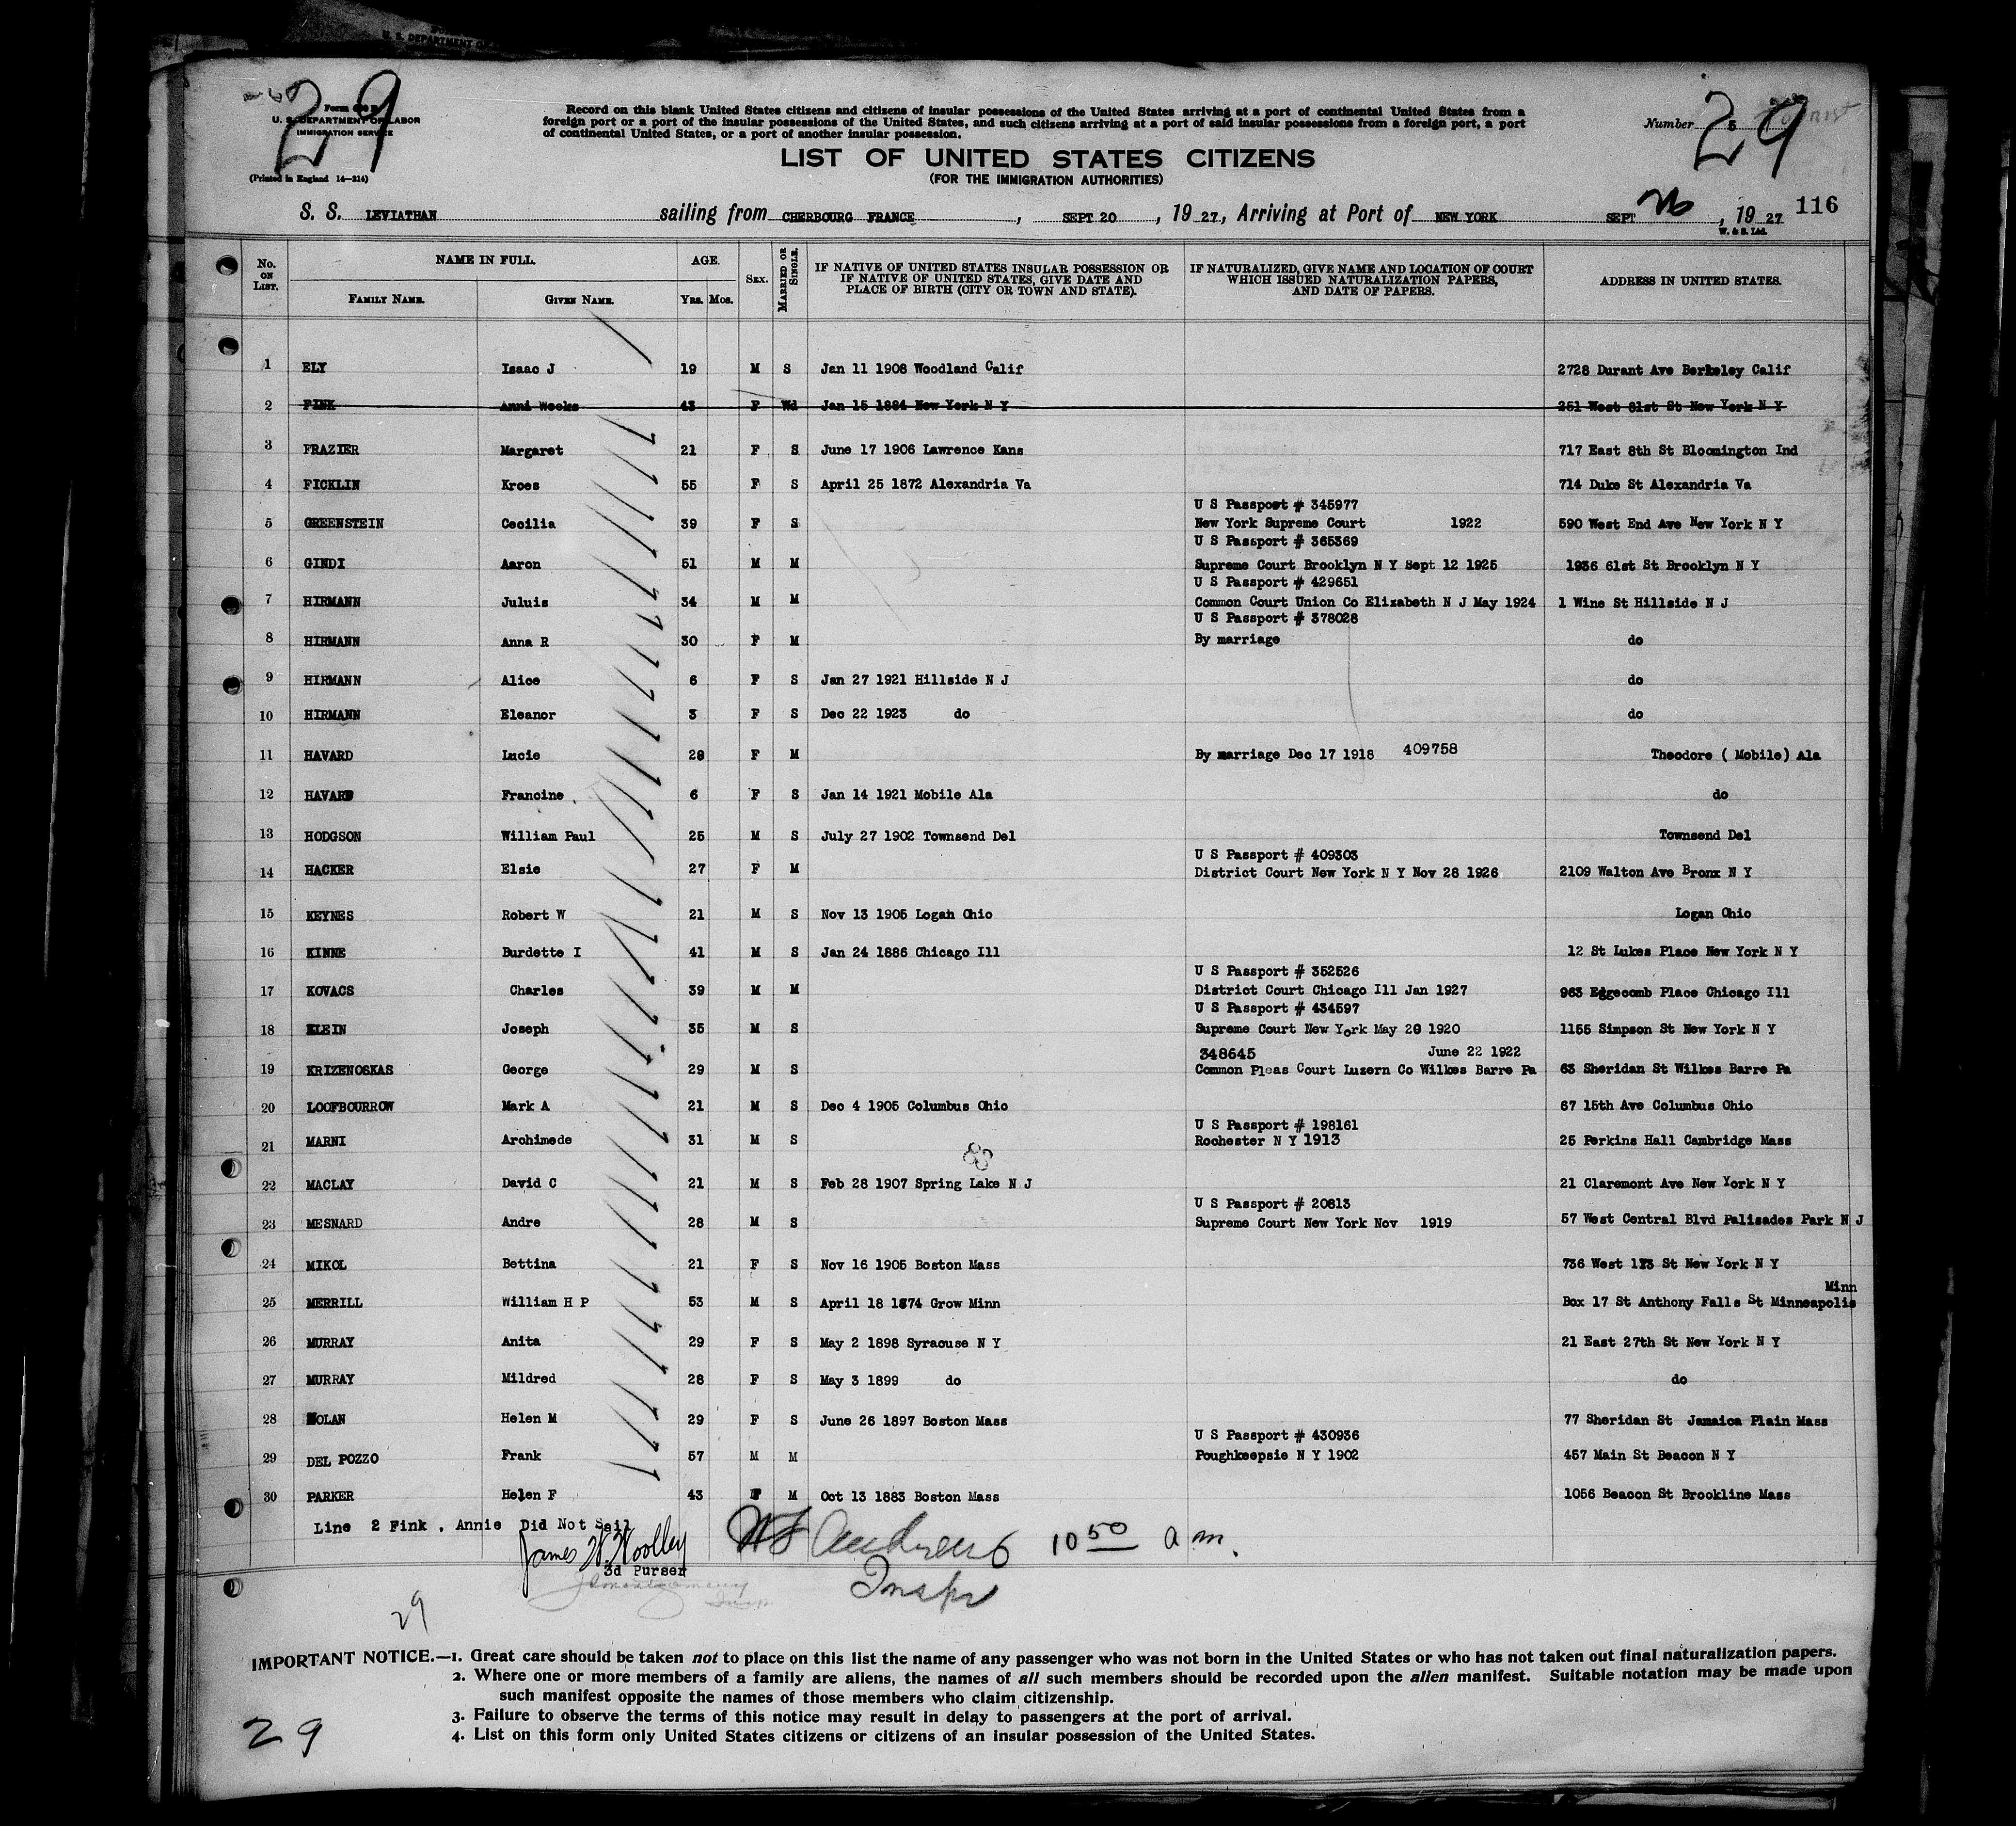 29
Form
U. S. DEPARTMENT OF LABOR
IMMIGRATION SERVICE
(Printed in England 14—214)
Record on this blank United States citizens and citizens of insular possessions of the United States arriving at a port of continental United States from a
foreign port or a port of the insular possessions of the United States, and such citizens arriving at a port of said insular possessions from a foreign port, a port
of continental United States, or a port of another insular possession.
Number 5
29
LIST OF UNITED STATES CITIZENS
(FOR THE IMMIGRATION AUTHORITIES)
S. S. LEVIATHAN sailing from CHERBOURG FRANCE, SEPT 20, 1927, Arriving at Port of NEW YORK SEPT 26, 1927 116
W. & S. Ltd.
No. ON LIST. NAME IN FULL. FAMILY NAME. GIVEN NAME. AGE. YRS. MOS. SEX. MARRIED OR SINGLE. IF NATIVE OF UNITED STATES INSULAR POSSESSION OR IF NATIVE OF UNITED STATES, GIVE DATE AND PLACE OF BIRTH (CITY OR TOWN AND STATE). IF NATURALIZED, GIVE NAME AND LOCATION OF COURT WHICH ISSUED NATURALIZATION PAPERS, AND DATE OF PAPERS. ADDRESS IN UNITED STATES.
1 ELY Isaac J 19 M S Jan 11 1908 Woodland Calif 2728 Durant Ave Berkeley Calif
2 FINK Anni Weeks 43 F Wd Jan 15 1884 New York N Y 251 West 81st St New York N Y
3 FRAZIER Margaret 21 F S June 17 1906 Lawrence Kans 717 East 8th St Bloomington Ind
4 FICKLIN Kroes 55 F S April 25 1872 Alexandria Va 714 Duke St Alexandria Va
U S Passport # 345977
5 GREENSTEIN Cecilia 39 F S New York Supreme Court 1922 590 West End Ave New York N Y
U S Passport # 365369
6 GINDI Aaron 51 M M Supreme Court Brooklyn N Y Sept 12 1925 1936 61st St Brooklyn N Y
U S Passport # 429651
7 HIRMANN Juluis 34 M M Common Court Union Co Elizabeth N J May 1924 1 Wine St Hillside N J
U S Passport # 378028
8 HIRMANN Anna R 30 F M By marriage do
9 HIRMANN Alice 6 F S Jan 27 1921 Hillside N J do
10 HIRMANN Eleanor 3 F S Dec 22 1923 do do
11 HAVARD Lucie 28 F M By marriage Dec 17 1918 409758 Theodore ( Mobile) Ala
12 HAVARD Francine 6 F S Jan 14 1921 Mobile Ala do
13 HODGSON William Paul 25 M S July 27 1902 Townsend Del Townsend Del
U S Passport # 409303
14 HACKER Elsie 27 F M District Court New York N Y Nov 28 1926 2109 Walton Ave Bronx N Y
15 KEYNES Robert W 21 M S Nov 13 1905 Logan Ohio Logan Ohio
16 KINNE Burdette I 41 M S Jan 24 1886 Chicago Ill 12 St Lukes Place New York N Y
U S Passport # 352526
17 KOVACS Charles 39 M M District Court Chicago Ill Jan 1927 963 Edgecomb Place Chicago Ill
U S Passport # 434597
18 KLEIN Joseph 35 M S Supreme Court New York May 20 1920 1155 Simpson St New York N Y
348645 June 22 1922
19 KRIZENOSKAS George 29 M S Common Pleas Court Luzern Co Wilkes Barre Pa 63 Sheridan St Wilkes Barre Pa
20 LOOFBOURROW Mark A 21 M S Dec 4 1905 Columbus Ohio 67 15th Ave Columbus Ohio
U S Passport # 198161
21 MARNI Archimede 31 M S Rochester N Y 1913 25 Perkins Hall Cambridge Mass
22 MACLAY David C 21 M S Feb 28 1907 Spring Lake N J 21 Claremont Ave New York N Y
U S Passport # 20813
23 MESNARD Andre 28 M S Supreme Court New York Nov 1919 57 West Central Blvd Palisades Park N J
24 MIKOL Bettina 21 F S Nov 16 1905 Boston Mass 736 West 173 St New York N Y
Minn
25 MERRILL William H P 53 M S April 18 1874 Grow Minn Box 17 St Anthony Falls St Minneapolis
26 MURRAY Anita 29 F S May 2 1898 Syracuse N Y 21 East 27th St New York N Y
27 MURRAY Mildred 28 F S May 3 1899 do do
28 NOLAN Helen M 29 F S June 26 1897 Boston Mass 77 Sheridan St Jamaica Plain Mass
U S Passport # 430936
29 DEL POZZO Frank 57 M M Poughkeepsie N Y 1902 457 Main St Beacon N Y
30 PARKER Helen F 43 F M Oct 13 1883 Boston Mass 1056 Beacon St Brookline Mass
Line 2 Fink , Annie Did Not Sail
James W. Woolley
3d Purser
Andrews 10 50 a m.
Inspr
29
IMPORTANT NOTICE.—1. Great care should be taken not to place on this list the name of any passenger who was not born in the United States or who has not taken out final naturalization papers.
2. Where one or more members of a family are aliens, the names of all such members should be recorded upon the alien manifest. Suitable notation may be made upon
such manifest opposite the names of those members who claim citizenship.
3. Failure to observe the terms of this notice may result in delay to passengers at the port of arrival.
4. List on this form only United States citizens or citizens of an insular possession of the United States.
29